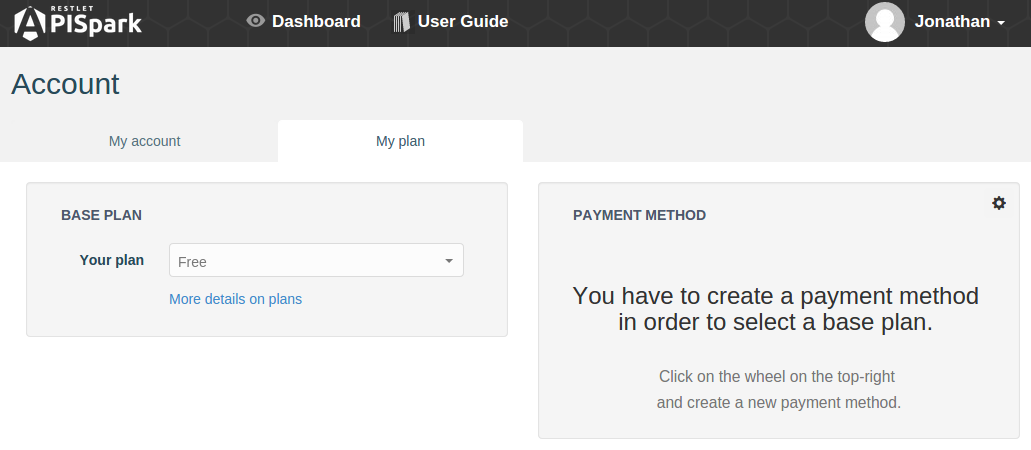 RESTLET
APISpark
Dashboard
User Guide
Jonathan
Account
My account
My plan
BASE PLAN
Your plan
Free
More details on plans
PAYMENT METHOD
You have to create a payment method
in order to select a base plan.
Click on the wheel on the top-right
and create a new payment method.